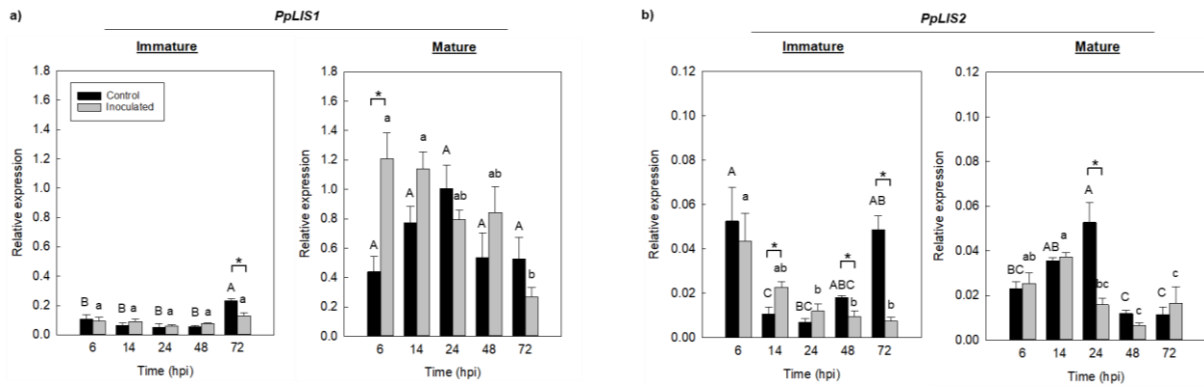 a)
PpLIS1
Immature
Mature
Relative expression
1.8
1.6
1.4
1.2
1.0
0.8
0.6
0.4
0.2
0.0
Control
Inoculated
B a B a B a B a A a
*
6 14 24 48 72
Time (hpi)
Relative expression
1.8
1.6
1.4
1.2
1.0
0.8
0.6
0.4
0.2
0.0
*
A a A a A ab A ab A b
6 14 24 48 72
Time (hpi)
b)
PpLIS2
Immature
Mature
Relative expression
0.12
0.10
0.08
0.06
0.04
0.02
0.00
A a C ab BC b ABC b AB b
* * *
6 14 24 48 72
Time (hpi)
Relative expression
0.12
0.10
0.08
0.06
0.04
0.02
0.00
BC ab AB a A bc C c C c
*
6 14 24 48 72
Time (hpi)